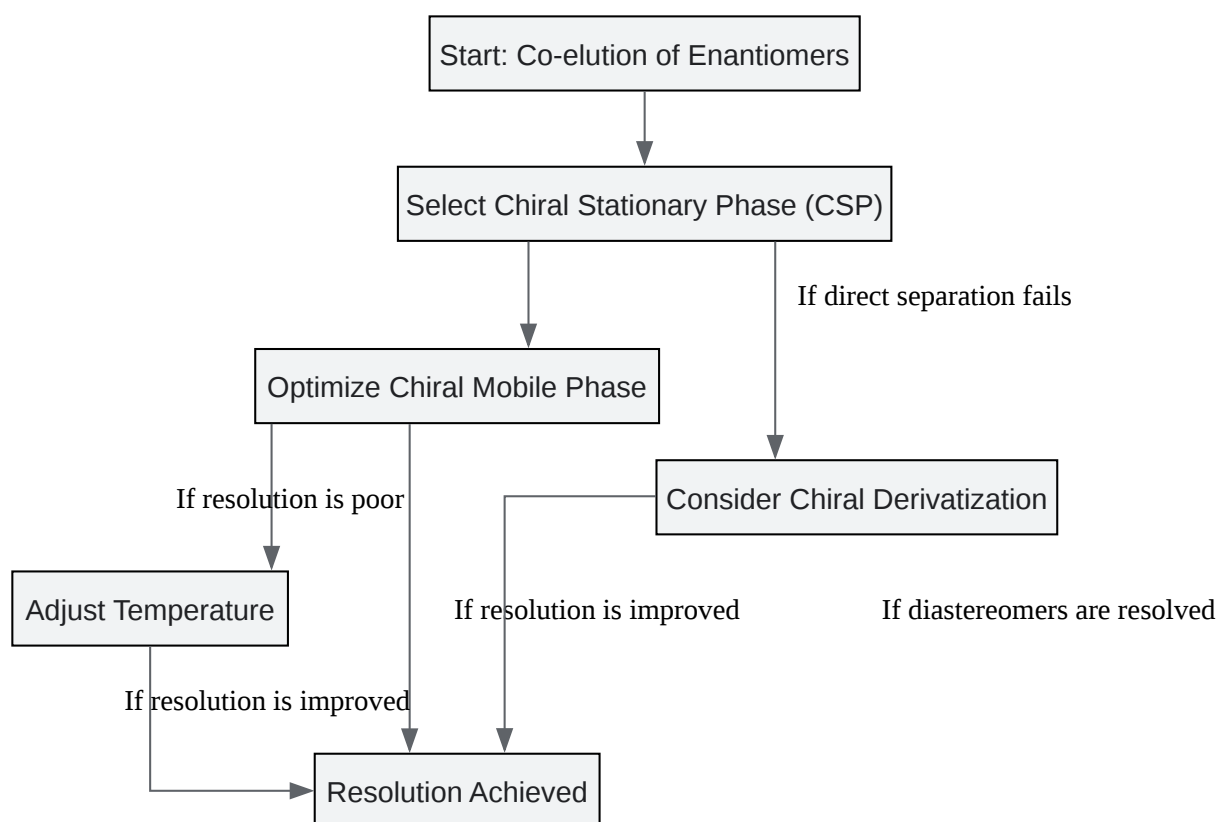 Start: Co-elution of Enantiomers
Select Chiral Stationary Phase (CSP)
If direct separation fails
Optimize Chiral Mobile Phase
If resolution is poor
Consider Chiral Derivatization
Adjust Temperature
If resolution is improved
If diastereomers are resolved
If resolution is improved
Resolution Achieved